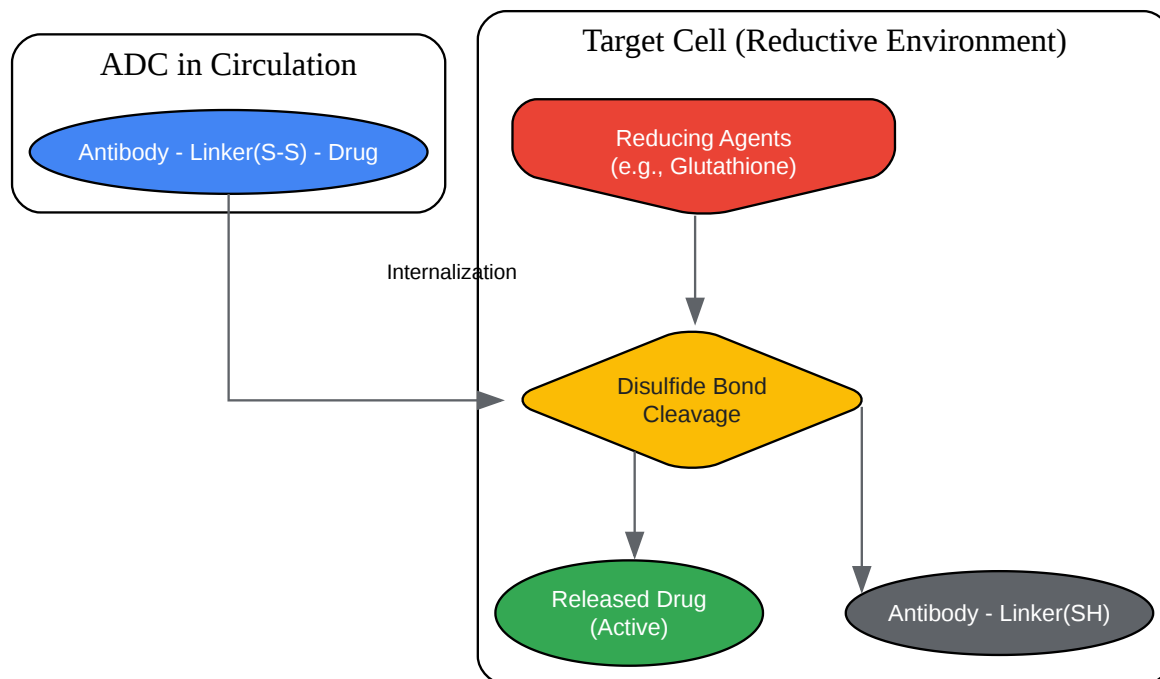 ADC in Circulation
Antibody - Linker(S-S) - Drug
Internalization
Target Cell (Reductive Environment)
Reducing Agents
(e.g., Glutathione)
Disulfide Bond
Cleavage
Released Drug
(Active)
Antibody - Linker(SH)